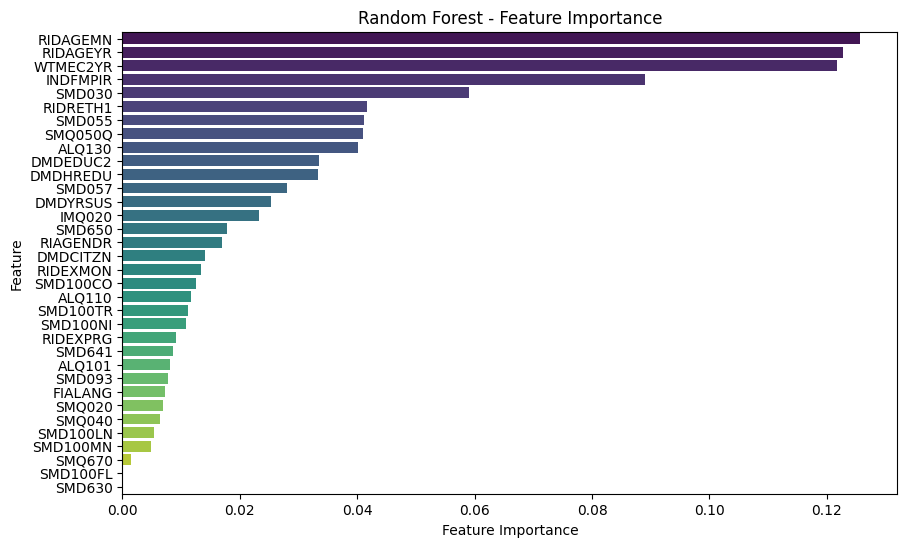 Random Forest - Feature Importance
RIDAGEMN
RIDAGEYR
WTMEC2YR
INDFMPIR
SMD030
RIDRETH1
SMD055
SMQ050Q
ALQ130
DMDEDUC2
DMDHREDU
SMD057
DMDYRSUS
IMQ020
SMD650
RIAGENDR
DMDCITZN
RIDEXMON
SMD100CO
ALQ110
SMD100TR
SMD100NI
RIDEXPRG
SMD641
ALQ101
SMD093
FIALANG
SMQ020
SMQ040
SMD100LN
SMD100MN
SMQ670
SMD100FL
SMD630
Feature
0.00 0.02 0.04 0.06 0.08 0.10 0.12
Feature Importance